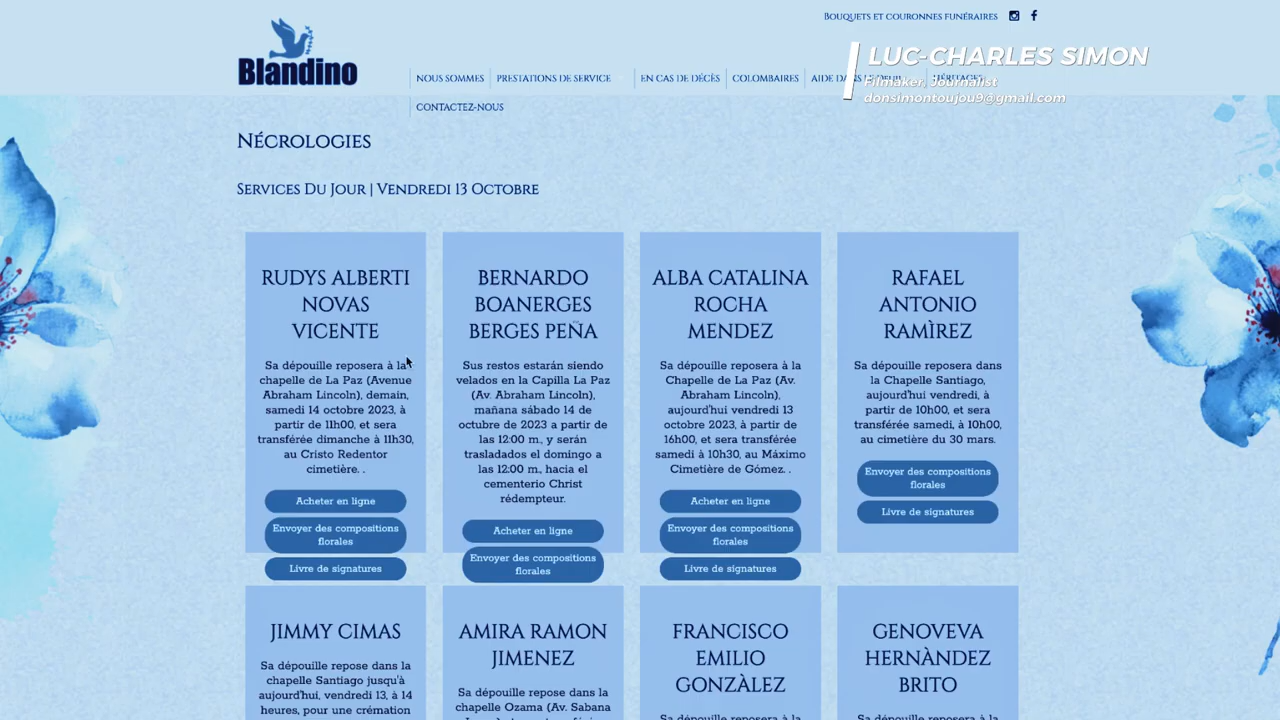 Bouquets et couronnes funéraires
Blandino
LUC-CHARLES SIMON
NOUS SOMMES
PRESTATIONS DE SERVICE
EN CAS DE DÉCÈS
COLOMBAIRES
Filmaker, Journalist
donsimontoujou9@gmail.com
CONTACTEZ-NOUS
Nécrologies
Services Du Jour | Vendredi 13 Octobre
RUDYS ALBERTI
NOVAS
VICENTE
Sa dépouille reposera à la
chapelle de La Paz (Avenue
Abraham Lincoln), demain,
samedi 14 octobre 2023, à
partir de 11h00, et sera
transférée dimanche à 11h30,
au Cristo Redentor
cimetière. .
Acheter en ligne
Envoyer des compositions
florales
Livre de signatures
BERNARDO
BOANERGES
BERGES PEÑA
Sus restos estarán siendo
velados en la Capilla La Paz
(Av. Abraham Lincoln),
mañana sábado 14 de
octubre de 2023 a partir de
las 12:00 m., y serán
trasladados el domingo a
las 12:00 m., hacia el
cementerio Christ
rédempteur.
Acheter en ligne
Envoyer des compositions
florales
ALBA CATALINA
ROCHA
MENDEZ
Sa dépouille reposera à la
Chapelle de La Paz (Av.
Abraham Lincoln),
aujourd'hui vendredi 13
octobre 2023, à partir de
16h00, et sera transférée
samedi à 10h30, au Máximo
Cimetière de Gómez. .
Acheter en ligne
Envoyer des compositions
florales
Livre de signatures
RAFAEL
ANTONIO
RAMÌREZ
Sa dépouille reposera dans
la Chapelle Santiago,
aujourd'hui vendredi, à
partir de 10h00, et sera
transférée samedi, à 10h00,
au cimetière du 30 mars.
Envoyer des compositions
florales
Livre de signatures
JIMMY CIMAS
Sa dépouille repose dans la
chapelle Santiago jusqu'à
aujourd'hui, vendredi 13, à 14
heures, pour une crémation
AMIRA RAMON
JIMENEZ
Sa dépouille repose dans la
chapelle Ozama (Av. Sabana
FRANCISCO
EMILIO
GONZÀLEZ
GENOVEVA
HERNÀNDEZ
BRITO